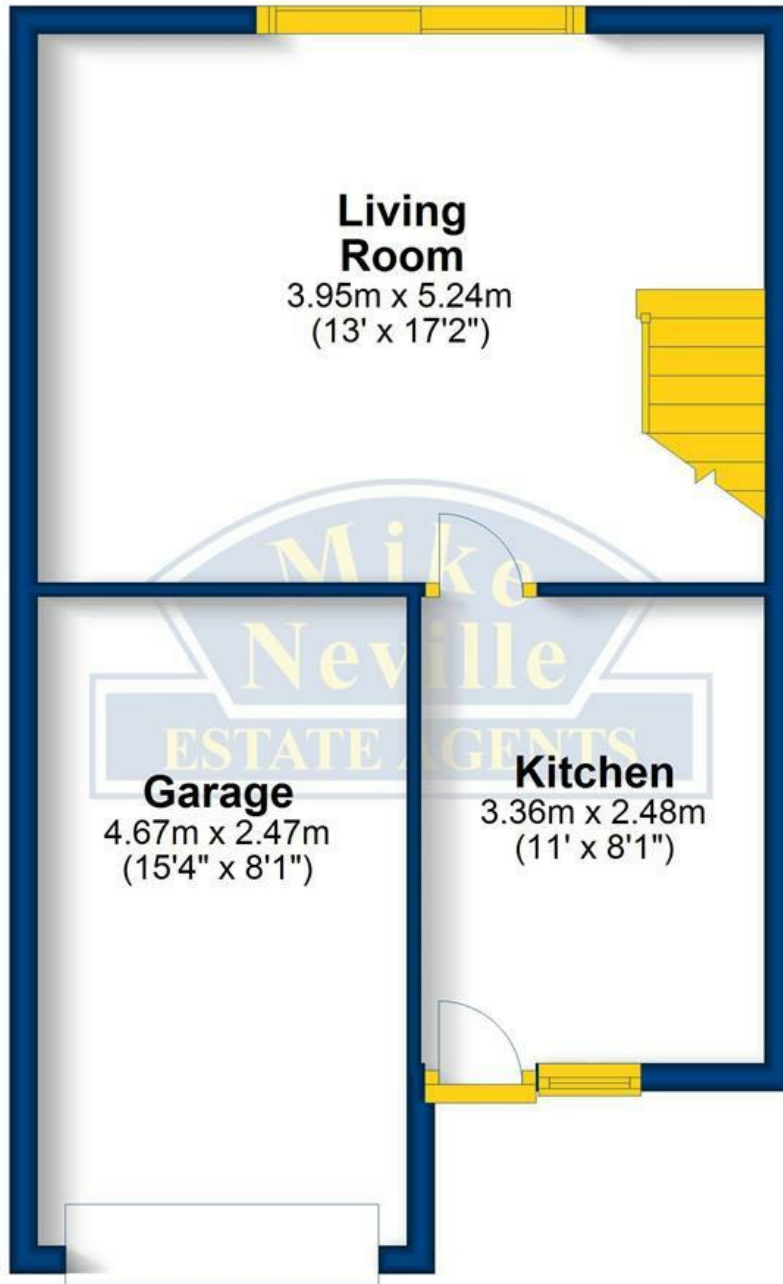 Living
Room
3.95m x 5.24m
(13' x 17'2")
Mike
Neville
ESTATE AGENTS
Garage
4.67m x 2.47m
(15'4" x 8'1")
Kitchen
3.36m x 2.48m
(11' x 8'1")